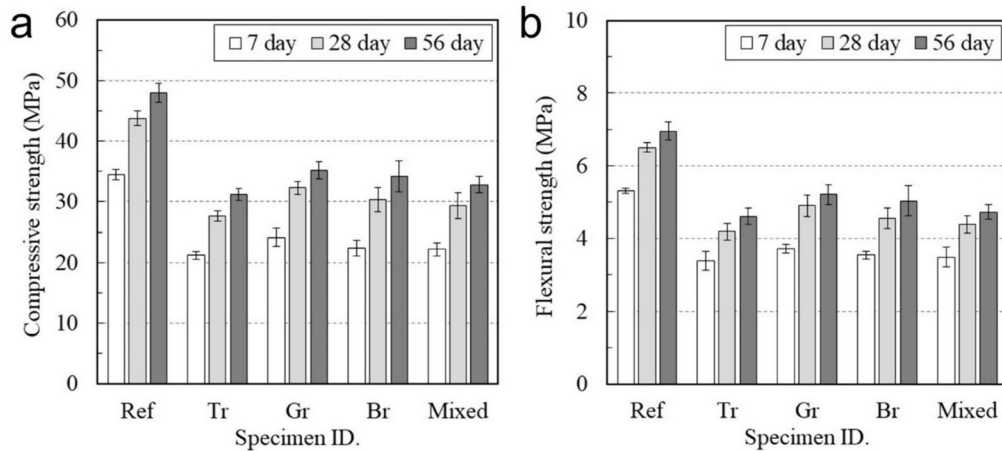 a
Compressive strength (MPa)
60
50
40
30
20
10
0
7 day 28 day 56 day
Ref Tr Gr Br Mixed
Specimen ID.
b
Flexural strength (MPa)
10
8
6
4
2
0
7 day 28 day 56 day
Ref Tr Gr Br Mixed
Specimen ID.